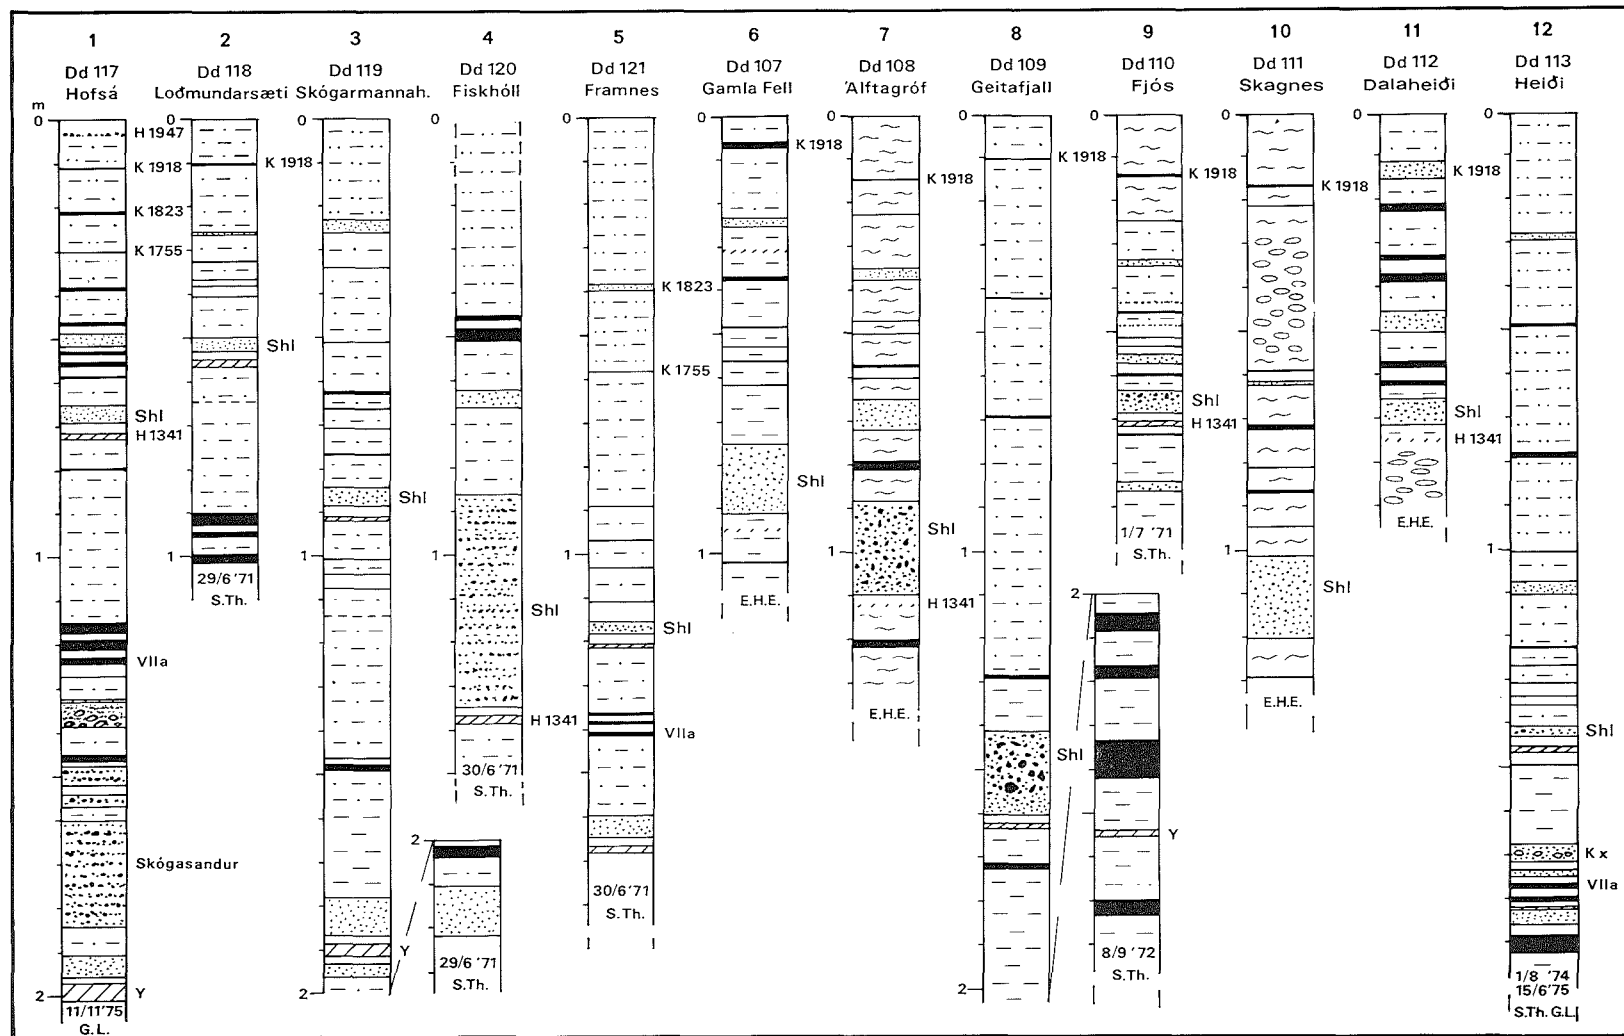 1
Dd 117
Hofsá
2
Dd 118
Loðmundarsæti
3
Dd 119
Skógarmannah.
4
Dd 120
Fiskhóll
5
Dd 121
Framnes
6
Dd 107
Gamla Fell
7
Dd 108
Álftagróf
8
Dd 109
Geitafjall
9
Dd 110
Fjós
10
Dd 111
Skagnes
11
Dd 112
Dalaheiði
12
Dd 113
Heiði
m
0
H 1947
K 1918
K 1823
K 1755
Shl
H 1341
1
VIIa
Skógasandur
2
Y
11/11'75
G.L.
0
K 1918
Shl
1
29/6 '71
S.Th.
0
Shl
1
Y
2
0
1
Shl
H 1341
30/6 '71
S.Th.
2
29/6 '71
S.Th.
0
K 1823
K 1755
1
Shl
VIIa
30/6 '71
S.Th.
0
K 1918
Shl
1
E.H.E.
0
K 1918
Shl
1
H 1341
E.H.E.
0
K 1918
1
Shl
2
0
K 1918
Shl
H 1341
1/7 '71
S.Th.
2
Y
8/9 '72
S.Th.
0
K 1918
1
Shl
E.H.E.
0
K 1918
Shl
H 1341
E.H.E.
0
1
Shl
K x
VIIa
1/8 '74
15/6'75
S.Th. G.L.